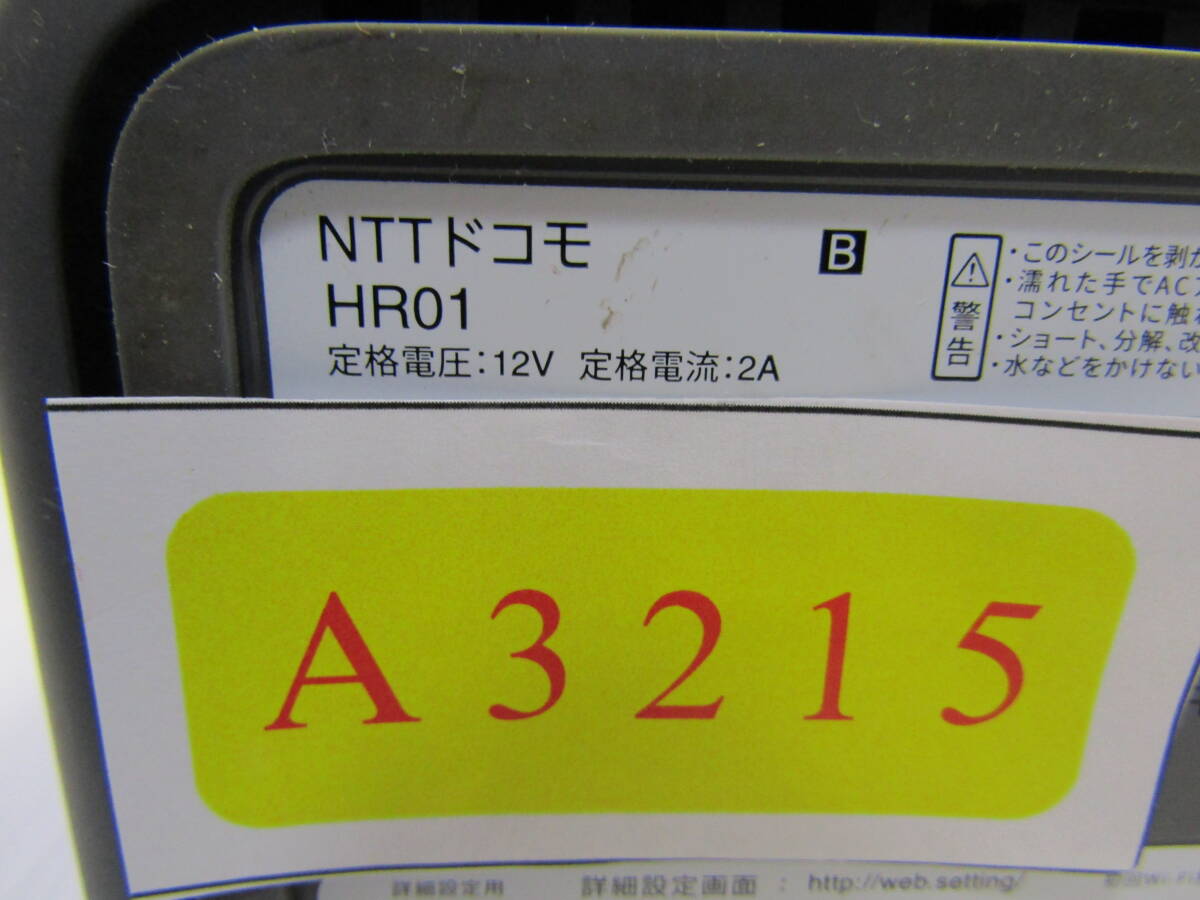 NTTドコモ
B
HR01
定格電圧:12V 定格電流:2A
警告
・このシールを剥が
・濡れた手でAC
コンセントに触
・ショート、分解、改
・水などをかけない
A3215
詳細設定用
詳細設定画面 : http://web.setting/